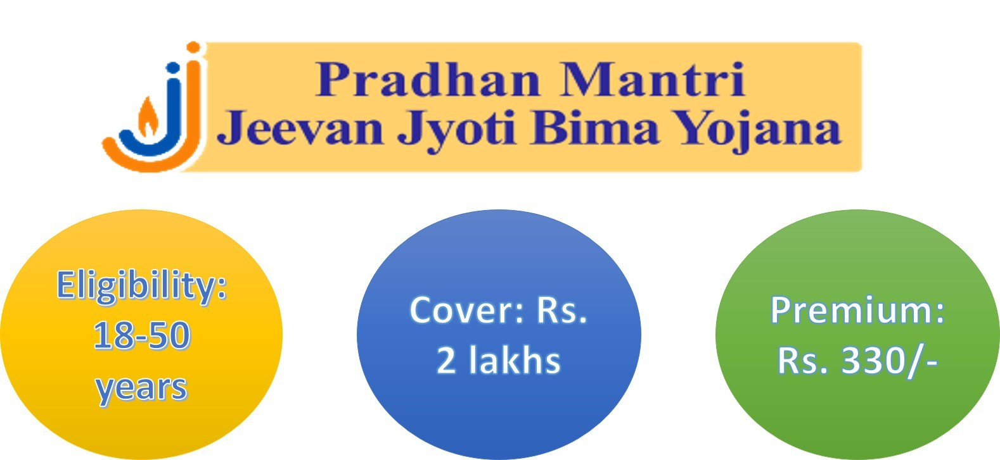 Pradhan Mantri
Jeevan Jyoti Bima Yojana
Eligibility:
18-50
years
Cover: Rs.
2 lakhs
Premium:
Rs. 330/-